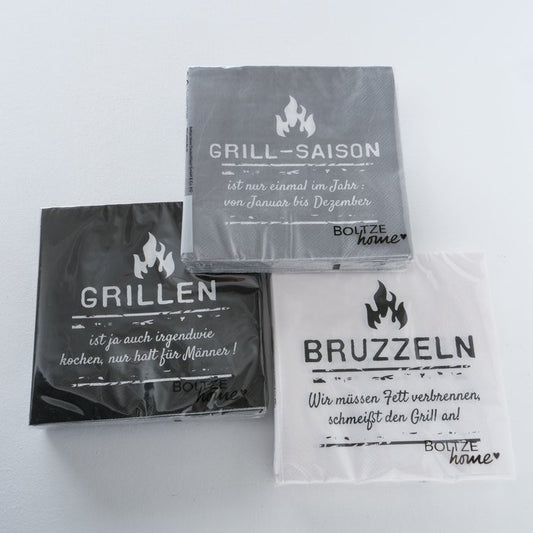 GRILL–SAISON
ist nur einmal im Jahr :
von Januar bis Dezember
BOLTZE
home
GRILLEN
ist ja auch irgendwie
kochen, nur halt für Männer !
BOLTZE
home
BRUZZELN
Wir müssen Fett verbrennen,
schmeißt den Grill an!
BOLTZE
home